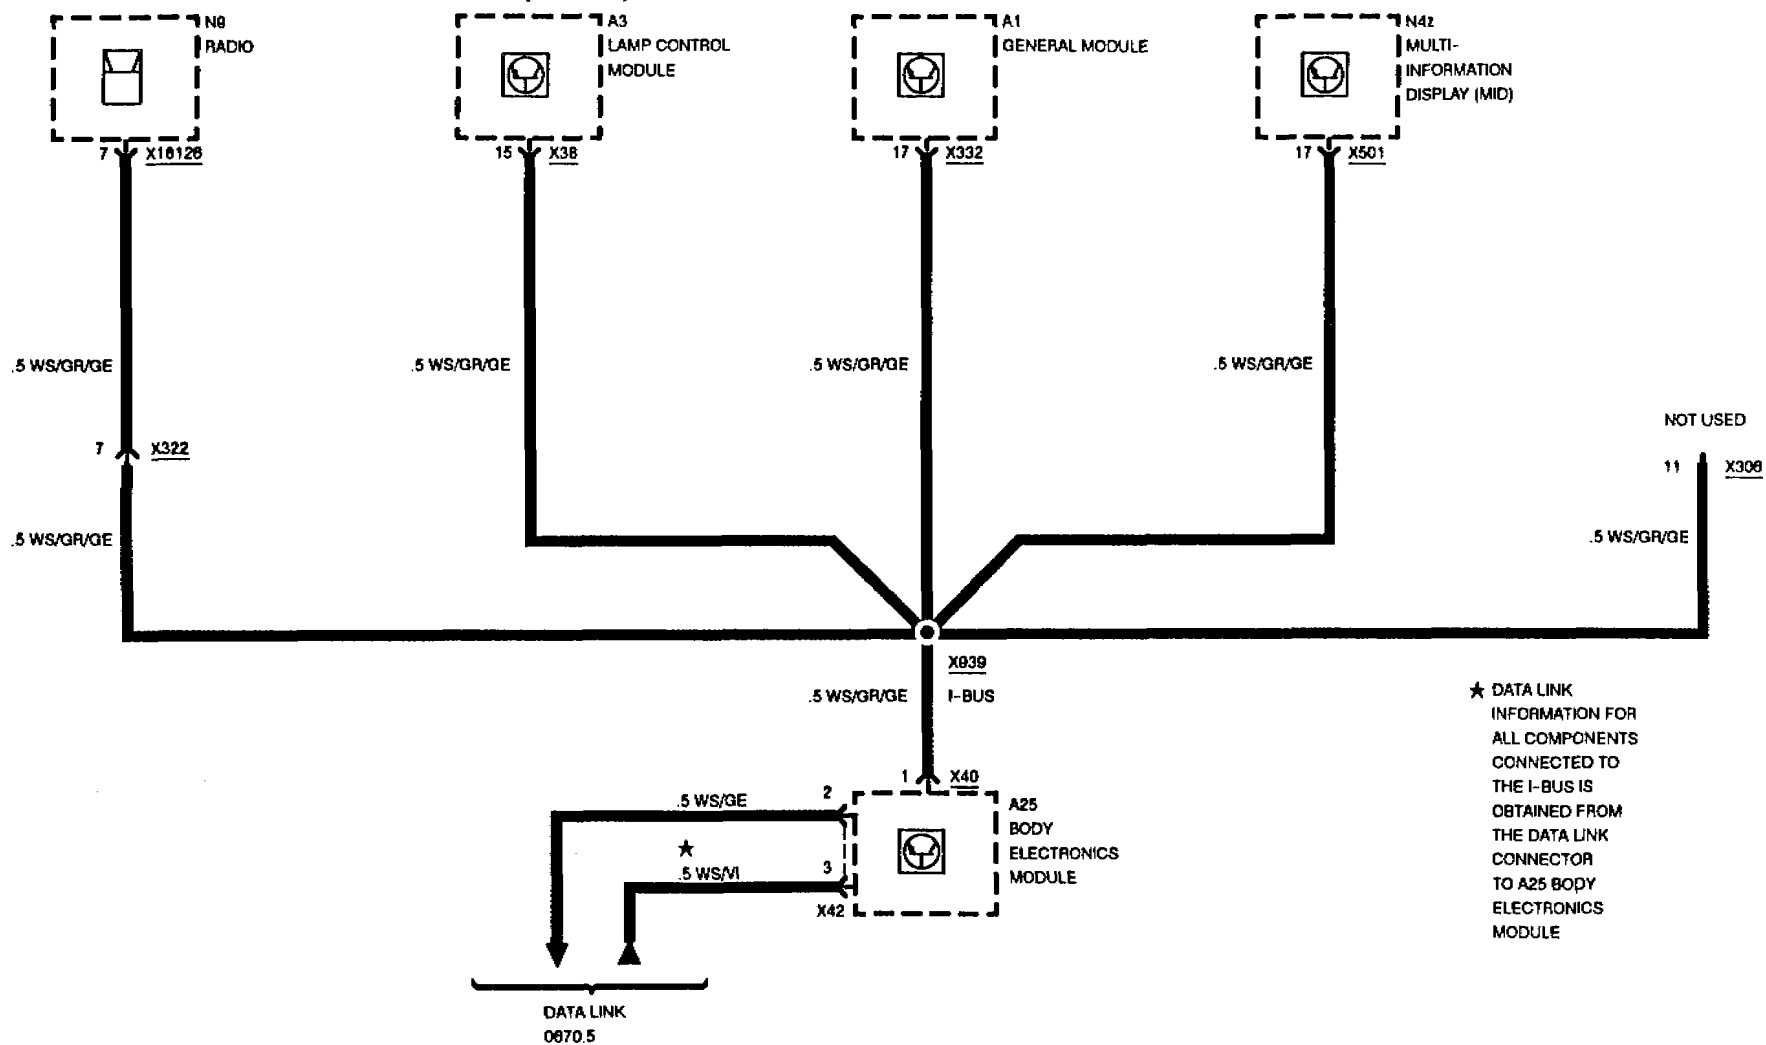 N9
RADIO
A3
LAMP CONTROL
MODULE
A1
GENERAL MODULE
N4z
MULTI-
INFORMATION
DISPLAY (MID)
7 X18126
15 X38
17 X332
17 X501
.5 WS/GR/GE
.5 WS/GR/GE
.5 WS/GR/GE
.5 WS/GR/GE
NOT USED
7 X322
11 X306
.5 WS/GR/GE
.5 WS/GR/GE
X939
.5 WS/GR/GE I-BUS
1 X40
2
.5 WS/GE
★
3
.5 WS/VI
X42
A25
BODY
ELECTRONICS
MODULE
★ DATA LINK
INFORMATION FOR
ALL COMPONENTS
CONNECTED TO
THE I-BUS IS
OBTAINED FROM
THE DATA LINK
CONNECTOR
TO A25 BODY
ELECTRONICS
MODULE
DATA LINK
0670.5